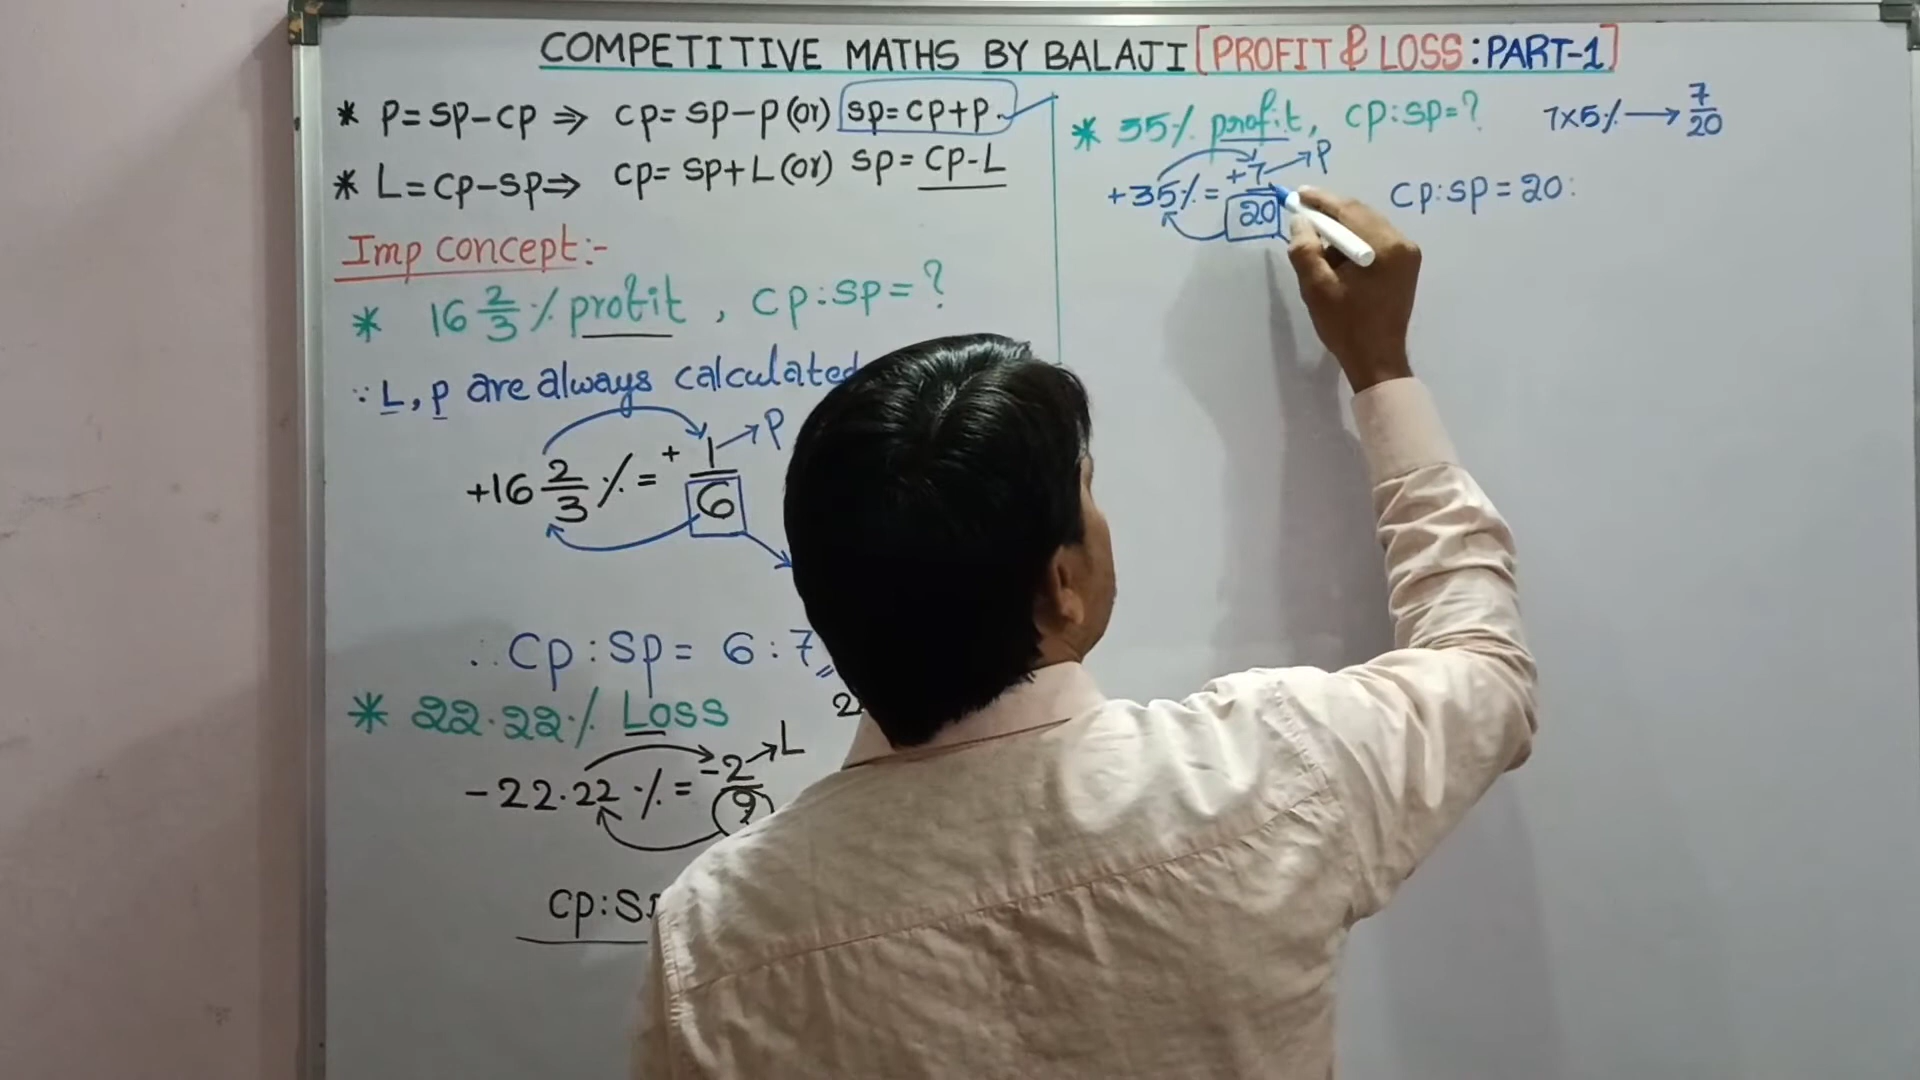 COMPETITIVE MATHS BY BALAJI [PROFIT & LOSS : PART-1]
* P = SP - CP ⇒ CP = SP - P (or) SP = CP + P.
* L = CP - SP ⇒ CP = SP + L (or) SP = CP - L
Imp concept:-
* 16 2/3 % profit, CP : SP = ?
∵ L, P are always calculated
+16 2/3 % = + 1/6 → P
∴ CP : SP = 6 : 7
* 22.22 % Loss
2
-22.22 % = -2/9 → L
CP : S
* 35 % profit, CP : SP = ?
7 × 5 % → 7/20
+35 % = +7/20 → P
CP : SP = 20 :